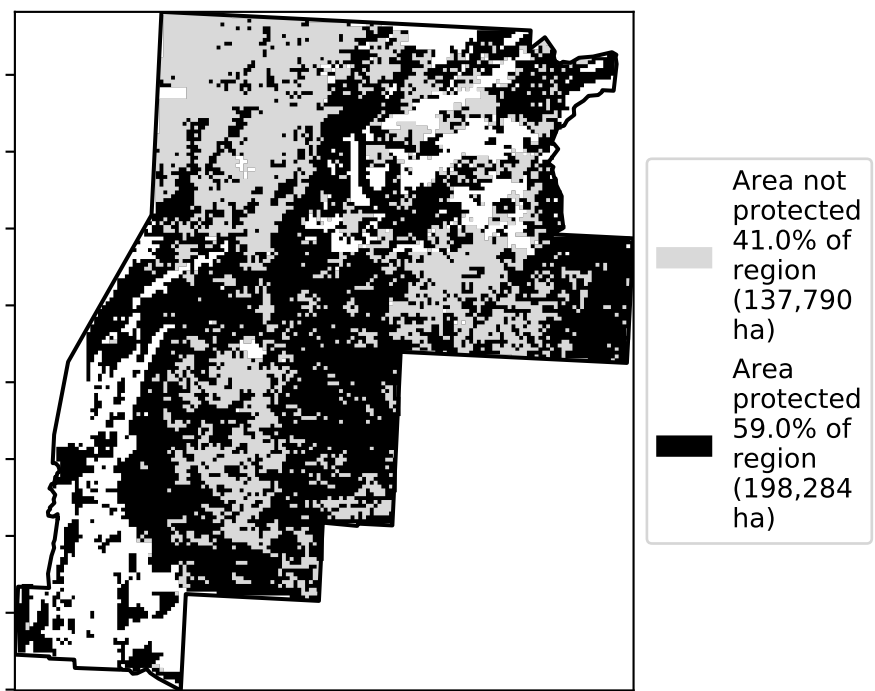 Area not
protected
41.0% of
region
(137,790
ha)
Area
protected
59.0% of
region
(198,284
ha)